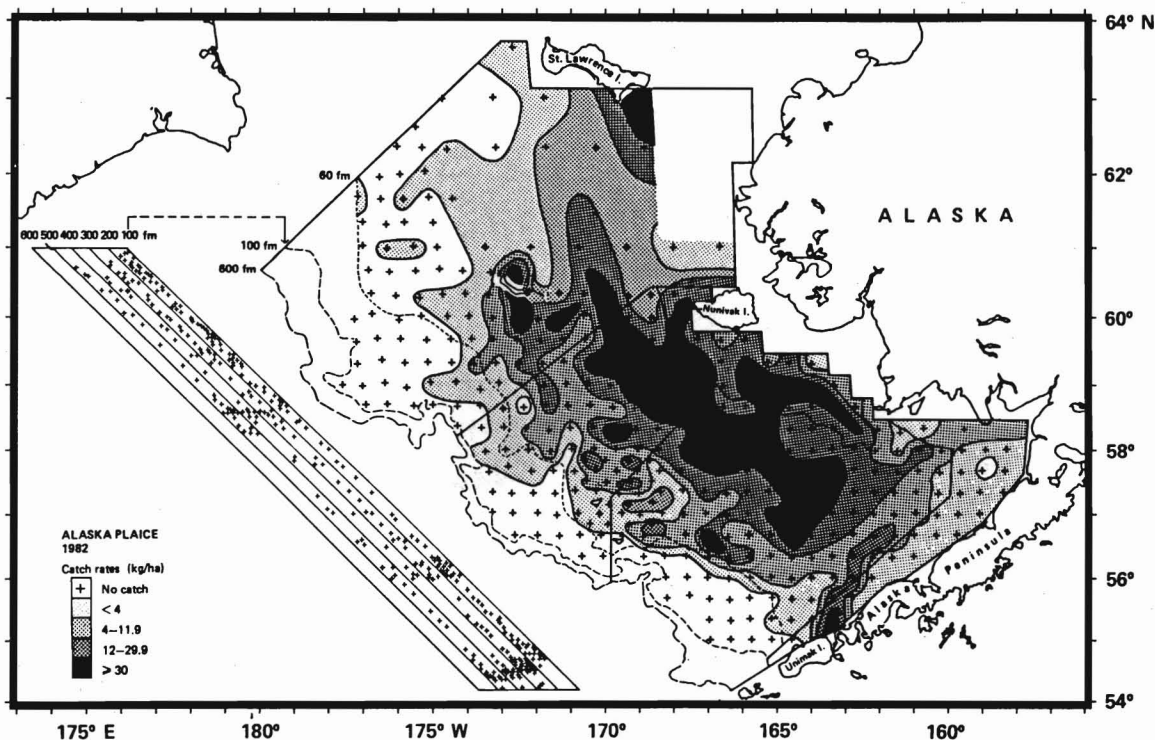 64° N
St. Lawrence I.
60 fm
62°
ALASKA
600 500 400 300 200 100 fm
100 fm
600 fm
Nunivak I.
60°
58°
ALASKA PLAICE
1982
Catch rates (kg/ha)
+ No catch
< 4
4–11.9
12–29.9
≥ 30
Alaska Peninsula
56°
Unimak I.
54°
175° E
180°
175° W
170°
165°
160°